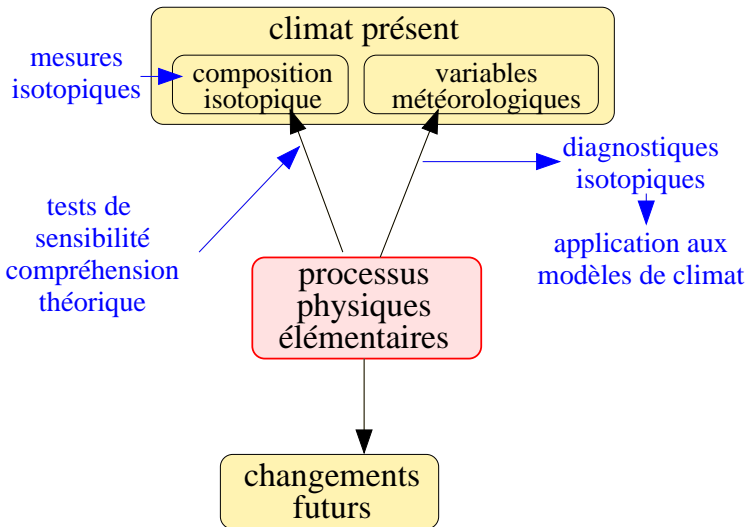 climat présent
mesures
isotopiques
composition
isotopique
variables
météorologiques
diagnostiques
isotopiques
tests de
sensibilité
compréhension
théorique
application aux
modèles de climat
processus
physiques
élémentaires
changements
futurs